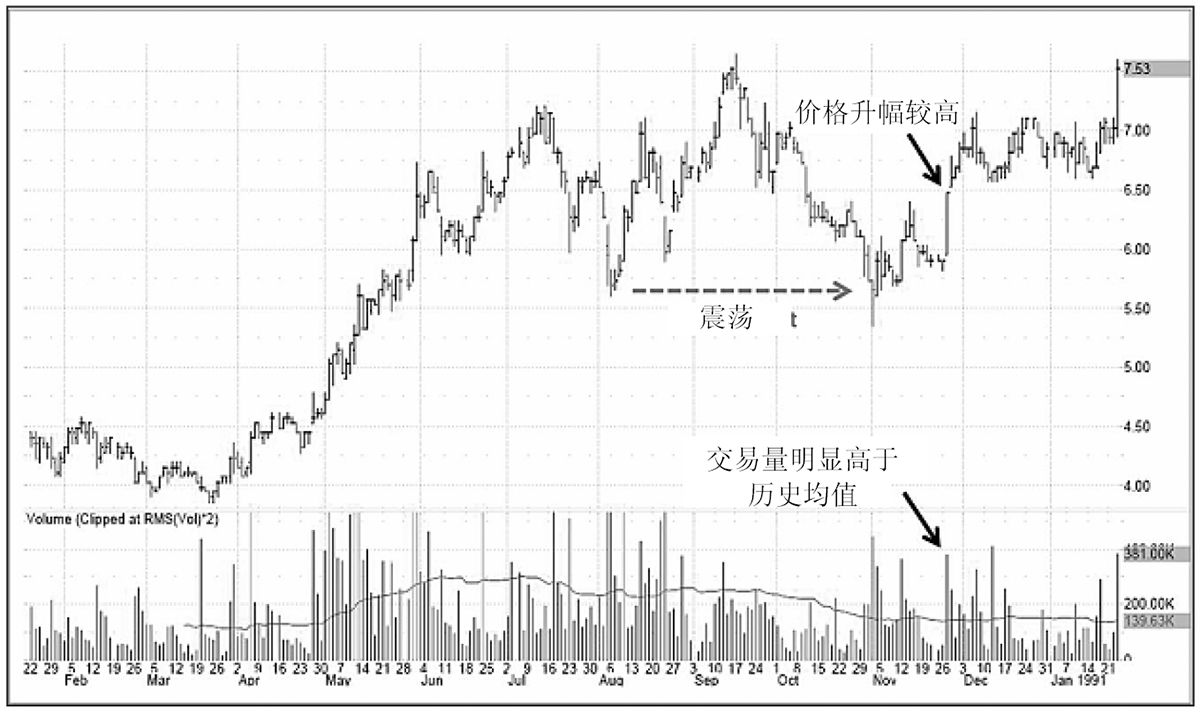 7.53
价格升幅较高
7.00
6.50
6.00
5.50
震荡 t
5.00
4.50
交易量明显高于
历史均值
4.00
Volume (Clipped at RMS(Vol)*2)
381.00K
200.00K
139.63K
0
22 29 5 12 19 26 5 12 19 26 2 9 16 23 30 7 14 21 28 4 11 18 25 2 9 16 23 30 6 13 20 27 4 10 17 24 1 8 15 22 29 5 12 19 26 3 10 17 24 31 7 14 21
Feb Mar Apr May Jun Jul Aug Sep Oct Nov Dec Jan 1991